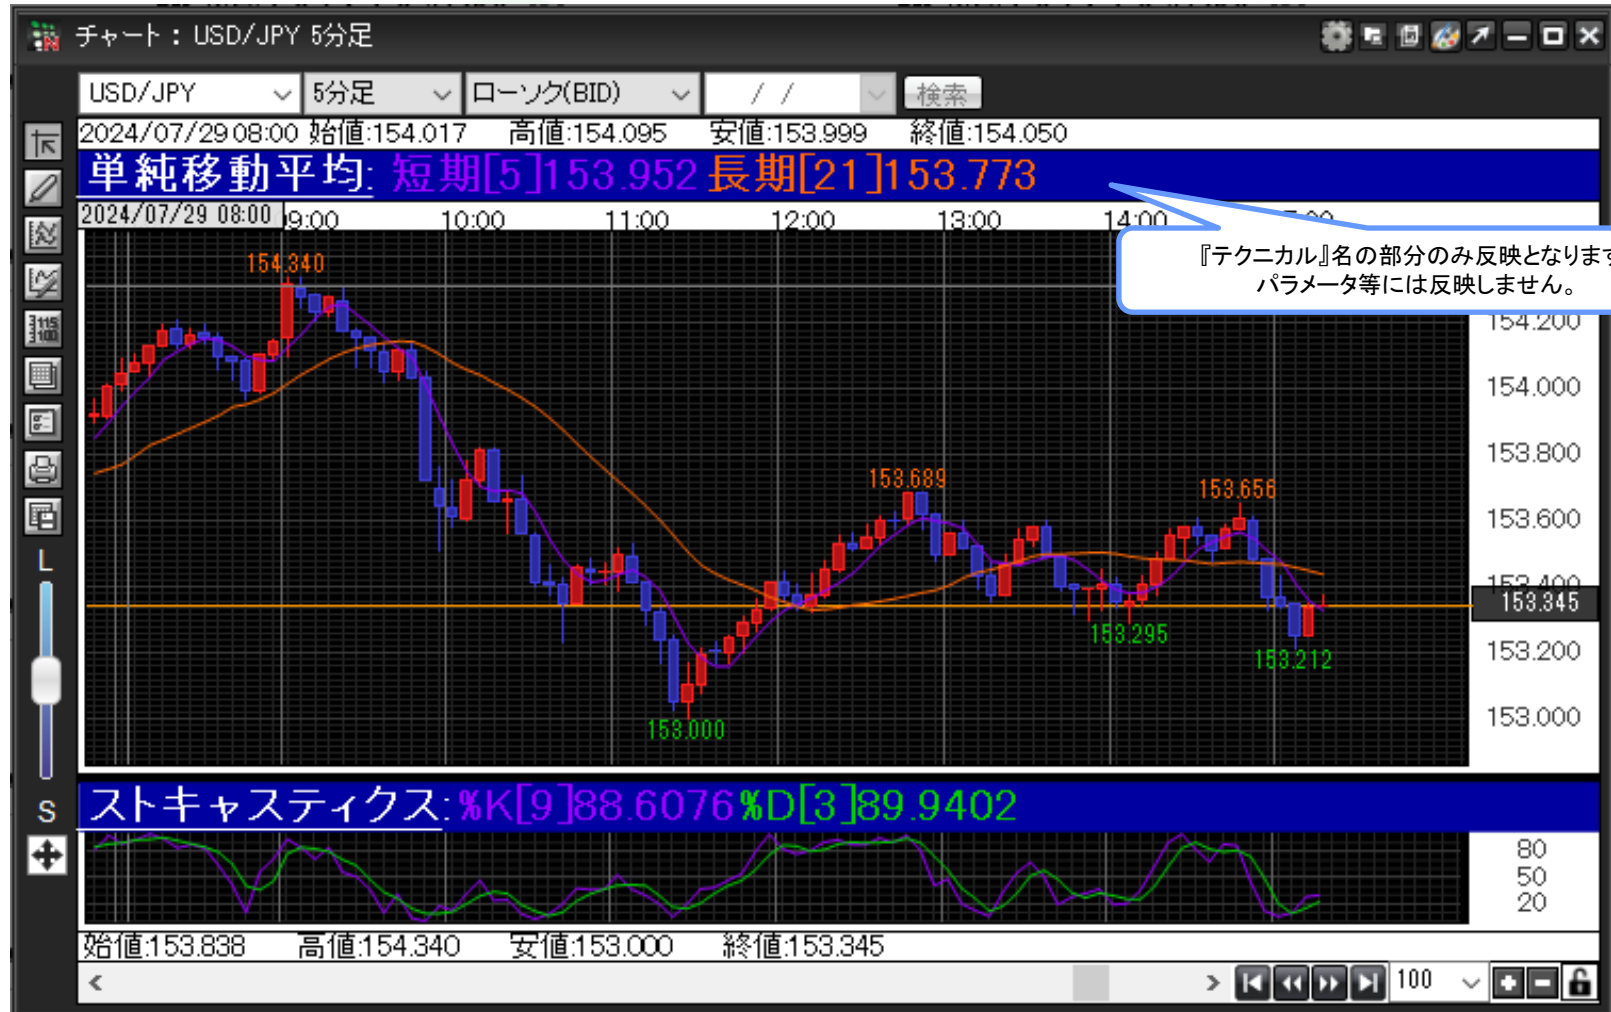 チャート：USD/JPY 5分足
USD/JPY 5分足 ローソク(BID) / / 検索
2024/07/29 08:00 始値:154.017 高値:154.095 安値:153.999 終値:154.050
単純移動平均: 短期[5]153.952 長期[21]153.773
2024/07/29 08:00 09:00 10:00 11:00 12:00 13:00 14:00
『テクニカル』名の部分のみ反映となります
パラメータ等には反映しません。
154.340
154.200
154.000
153.800
153.689
153.656
153.600
153.400
153.345
153.295
153.212
153.200
153.000
153.000
L
S
115
100
ストキャスティクス:%K[9]88.6076%D[3]89.9402
80
50
20
始値:153.838 高値:154.340 安値:153.000 終値:153.345
100